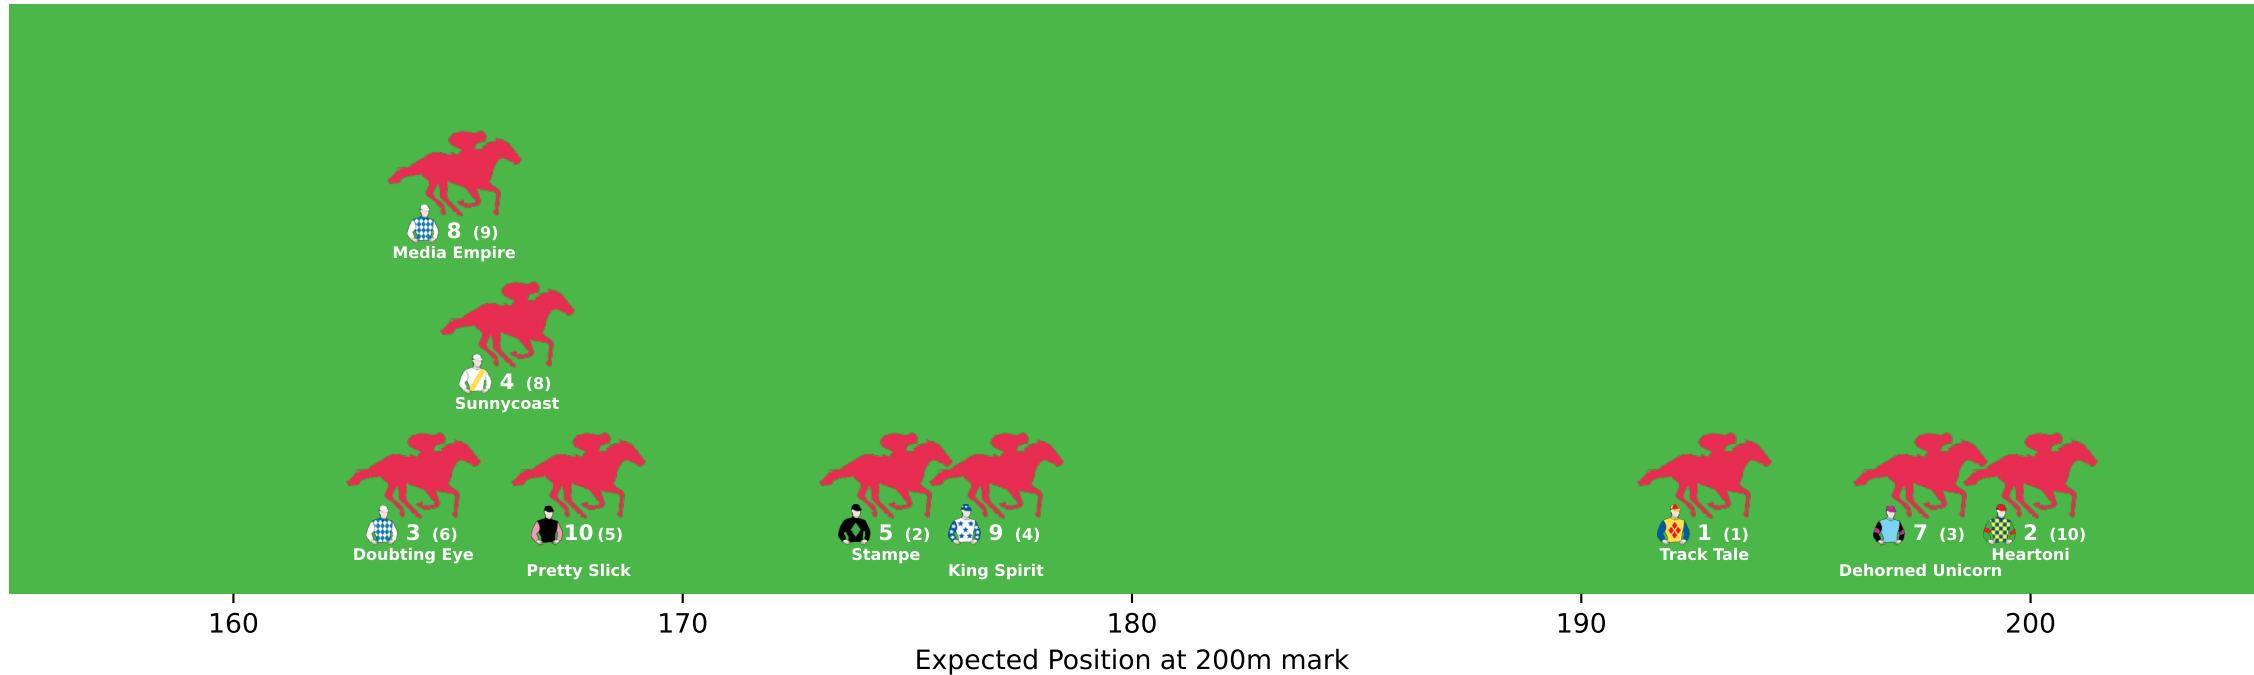 8 (9)
Media Empire
4 (8)
Sunnycoast
3 (6)
Doubting Eye
10 (5)
Pretty Slick
5 (2)
Stampe
9 (4)
King Spirit
1 (1)
Track Tale
7 (3)
Dehorned Unicorn
2 (10)
Heartoni
160 170 180 190 200
Expected Position at 200m mark